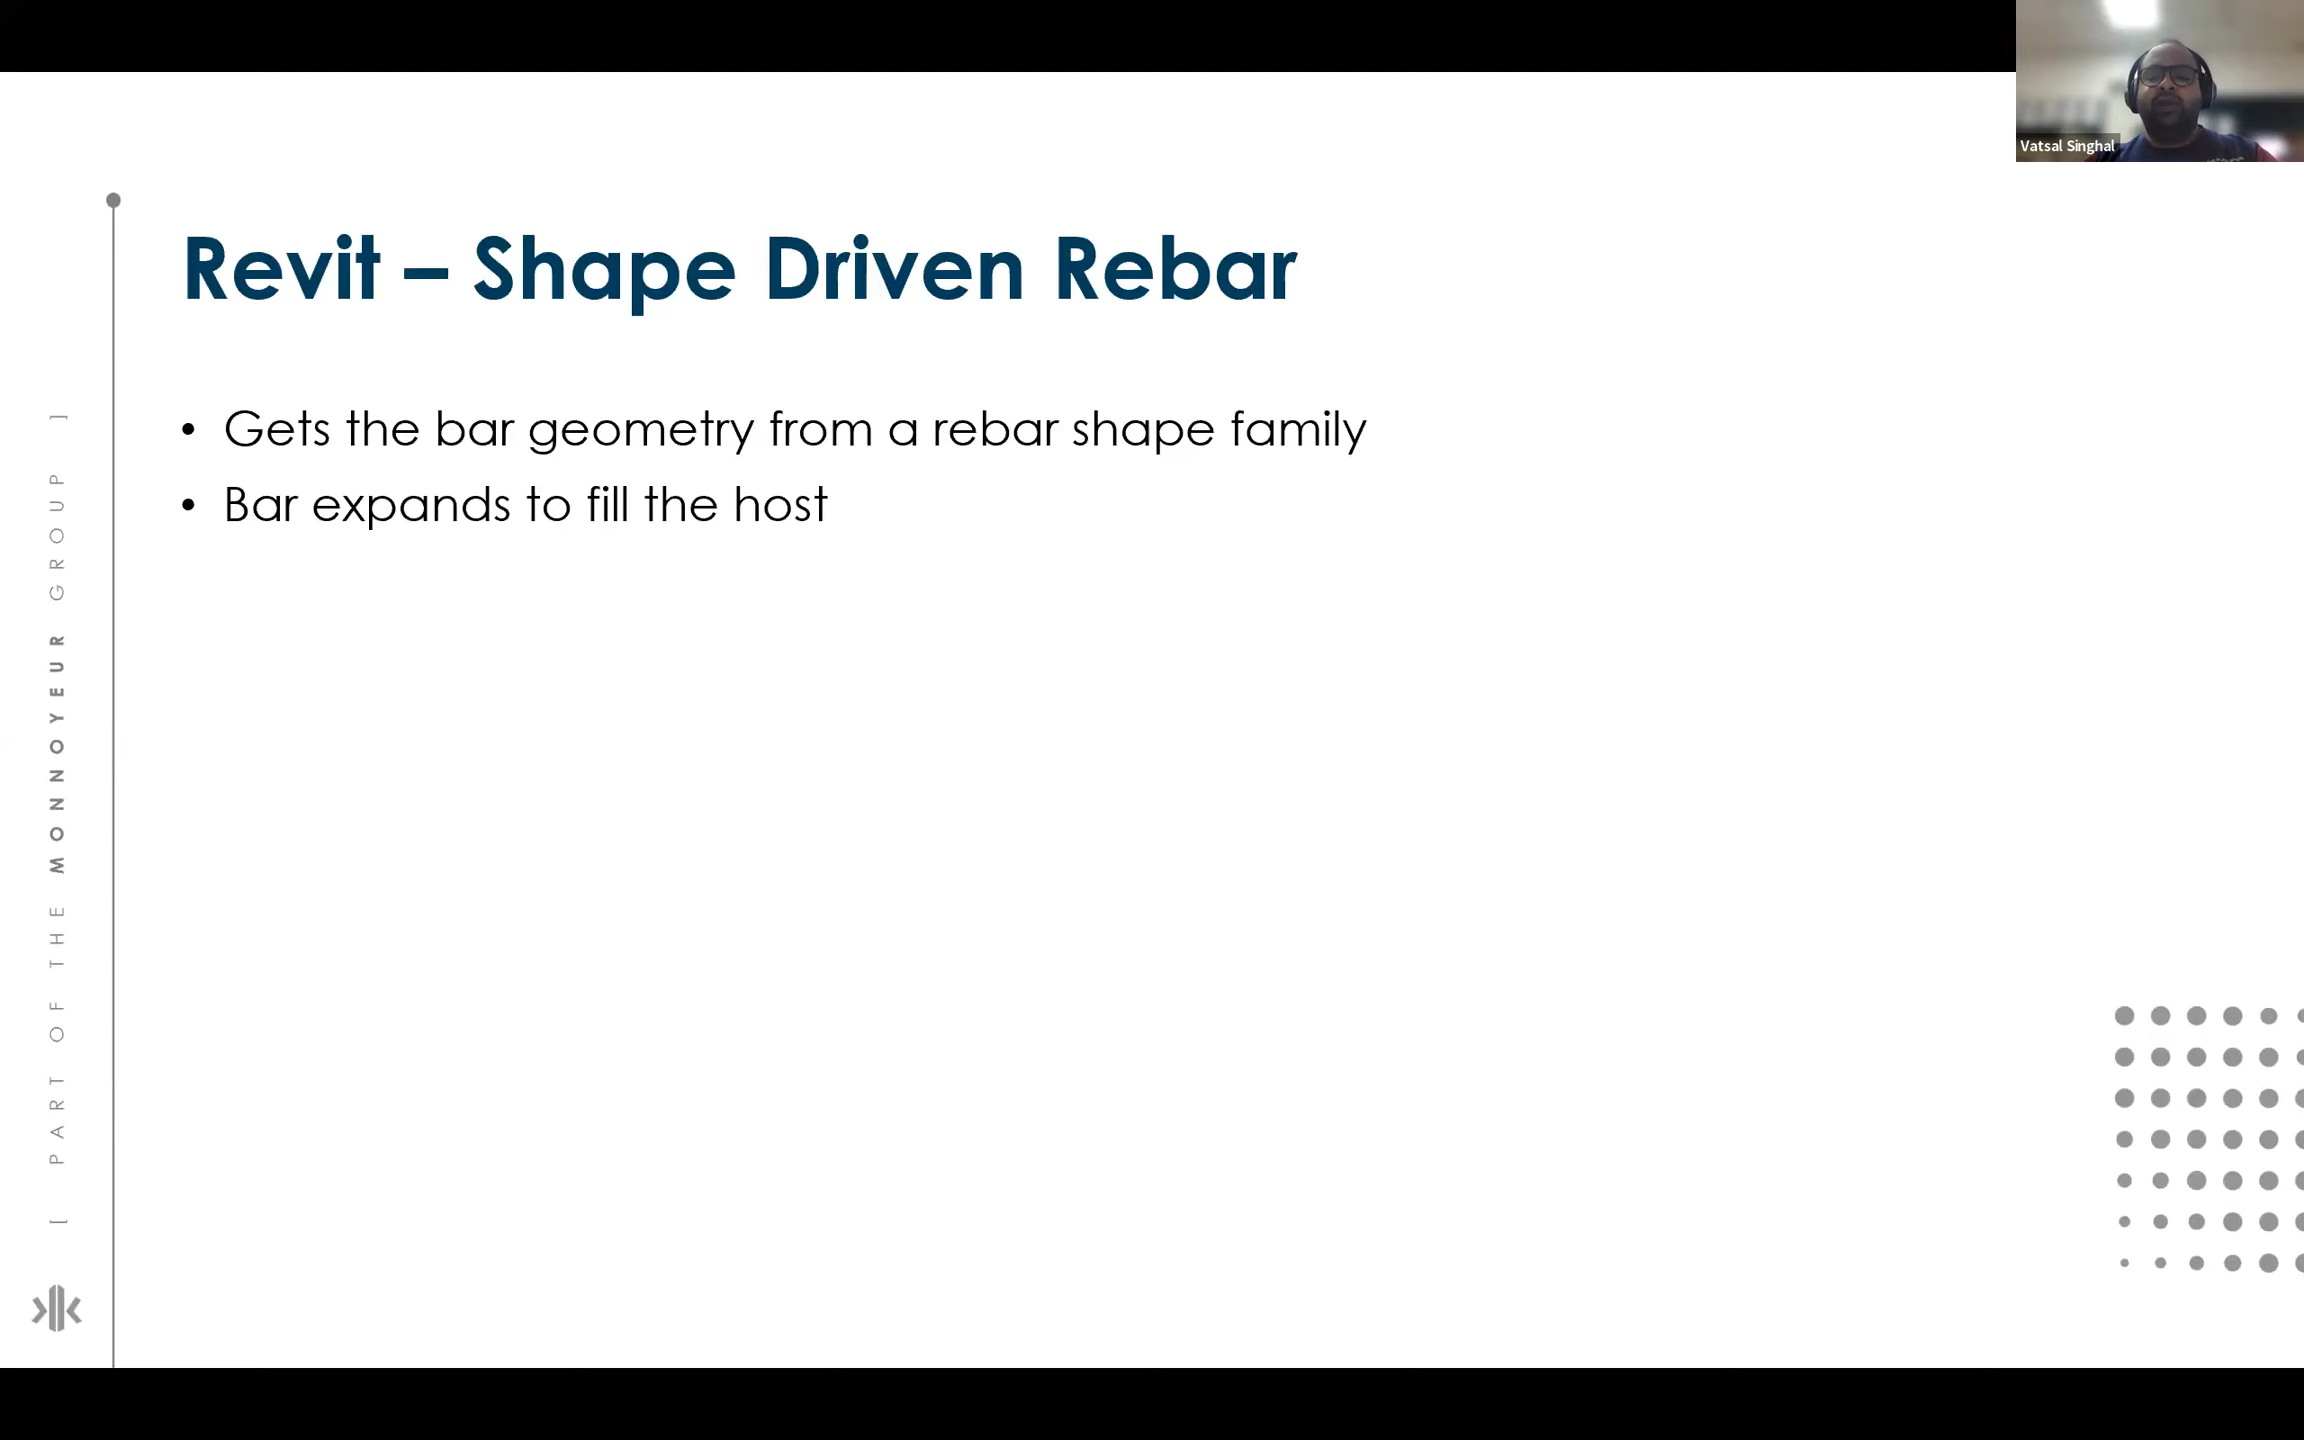 Vatsal Singhal
Revit – Shape Driven Rebar
• Gets the bar geometry from a rebar shape family
• Bar expands to fill the host
[ PART OF THE MONNOYEUR GROUP ]